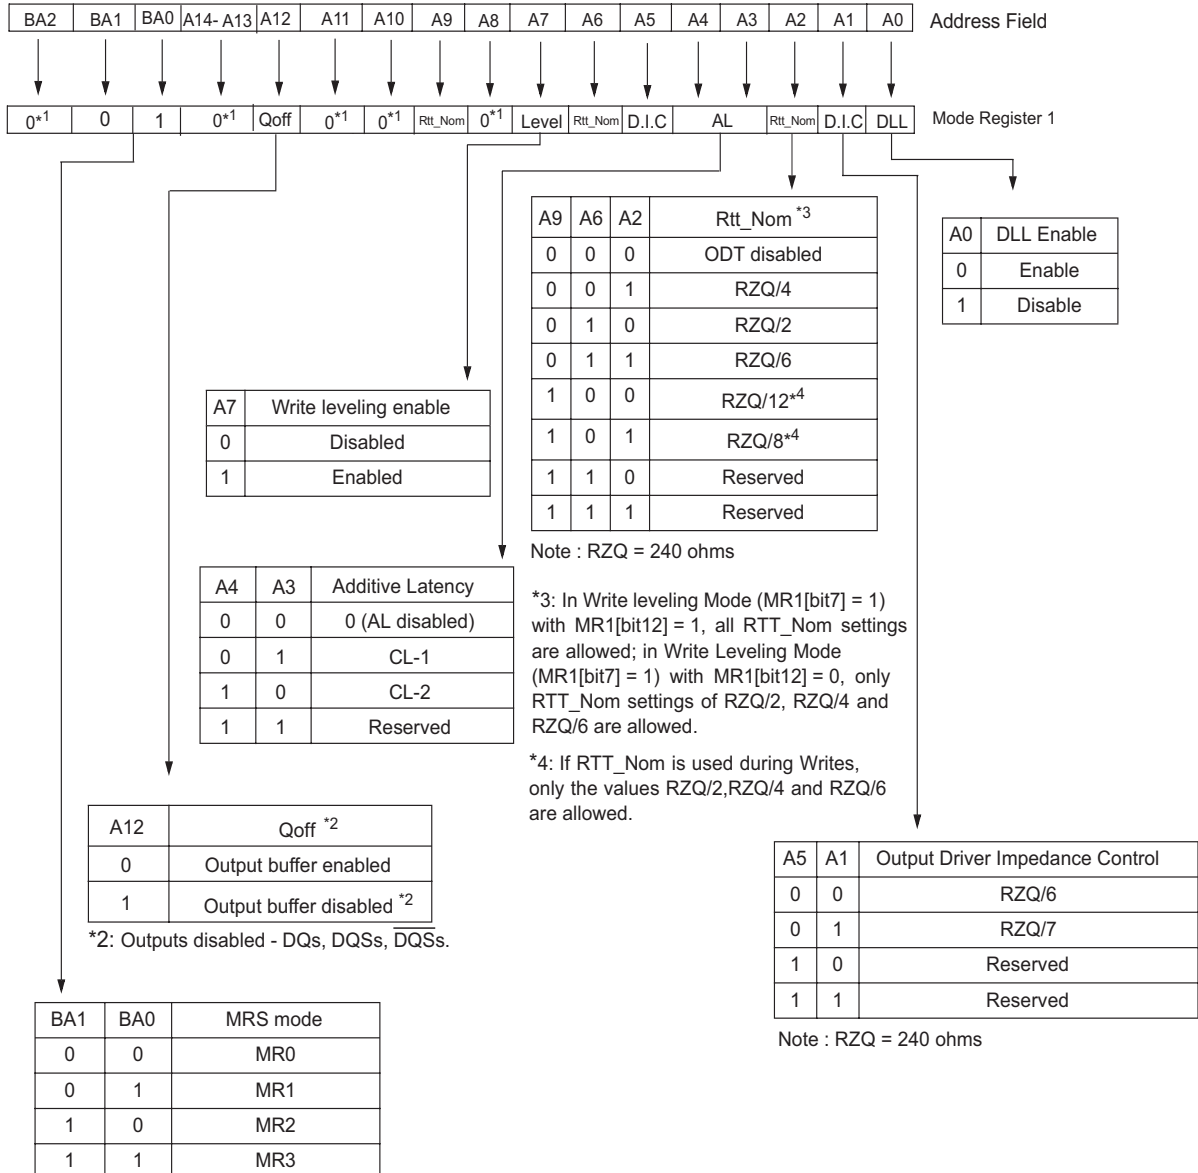 BA2 BA1 BA0 A14- A13 A12 A11 A10 A9 A8 A7 A6 A5 A4 A3 A2 A1 A0 Address Field
0*1 0 1 0*1 Qoff 0*1 0*1 Rtt_Nom 0*1 Level Rtt_Nom D.I.C AL Rtt_Nom D.I.C DLL Mode Register 1
A9 A6 A2 Rtt_Nom *3
0 0 0 ODT disabled
0 0 1 RZQ/4
0 1 0 RZQ/2
0 1 1 RZQ/6
1 0 0 RZQ/12*4
1 0 1 RZQ/8*4
1 1 0 Reserved
1 1 1 Reserved
Note : RZQ = 240 ohms
A0 DLL Enable
0 Enable
1 Disable
A7 Write leveling enable
0 Disabled
1 Enabled
A4 A3 Additive Latency
0 0 0 (AL disabled)
0 1 CL-1
1 0 CL-2
1 1 Reserved
*3: In Write leveling Mode (MR1[bit7] = 1)
with MR1[bit12] = 1, all RTT_Nom settings
are allowed; in Write Leveling Mode
(MR1[bit7] = 1) with MR1[bit12] = 0, only
RTT_Nom settings of RZQ/2, RZQ/4 and
RZQ/6 are allowed.
*4: If RTT_Nom is used during Writes,
only the values RZQ/2,RZQ/4 and RZQ/6
are allowed.
A12 Qoff *2
0 Output buffer enabled
1 Output buffer disabled *2
*2: Outputs disabled - DQs, DQSs, D̅Q̅S̅s.
A5 A1 Output Driver Impedance Control
0 0 RZQ/6
0 1 RZQ/7
1 0 Reserved
1 1 Reserved
Note : RZQ = 240 ohms
BA1 BA0 MRS mode
0 0 MR0
0 1 MR1
1 0 MR2
1 1 MR3